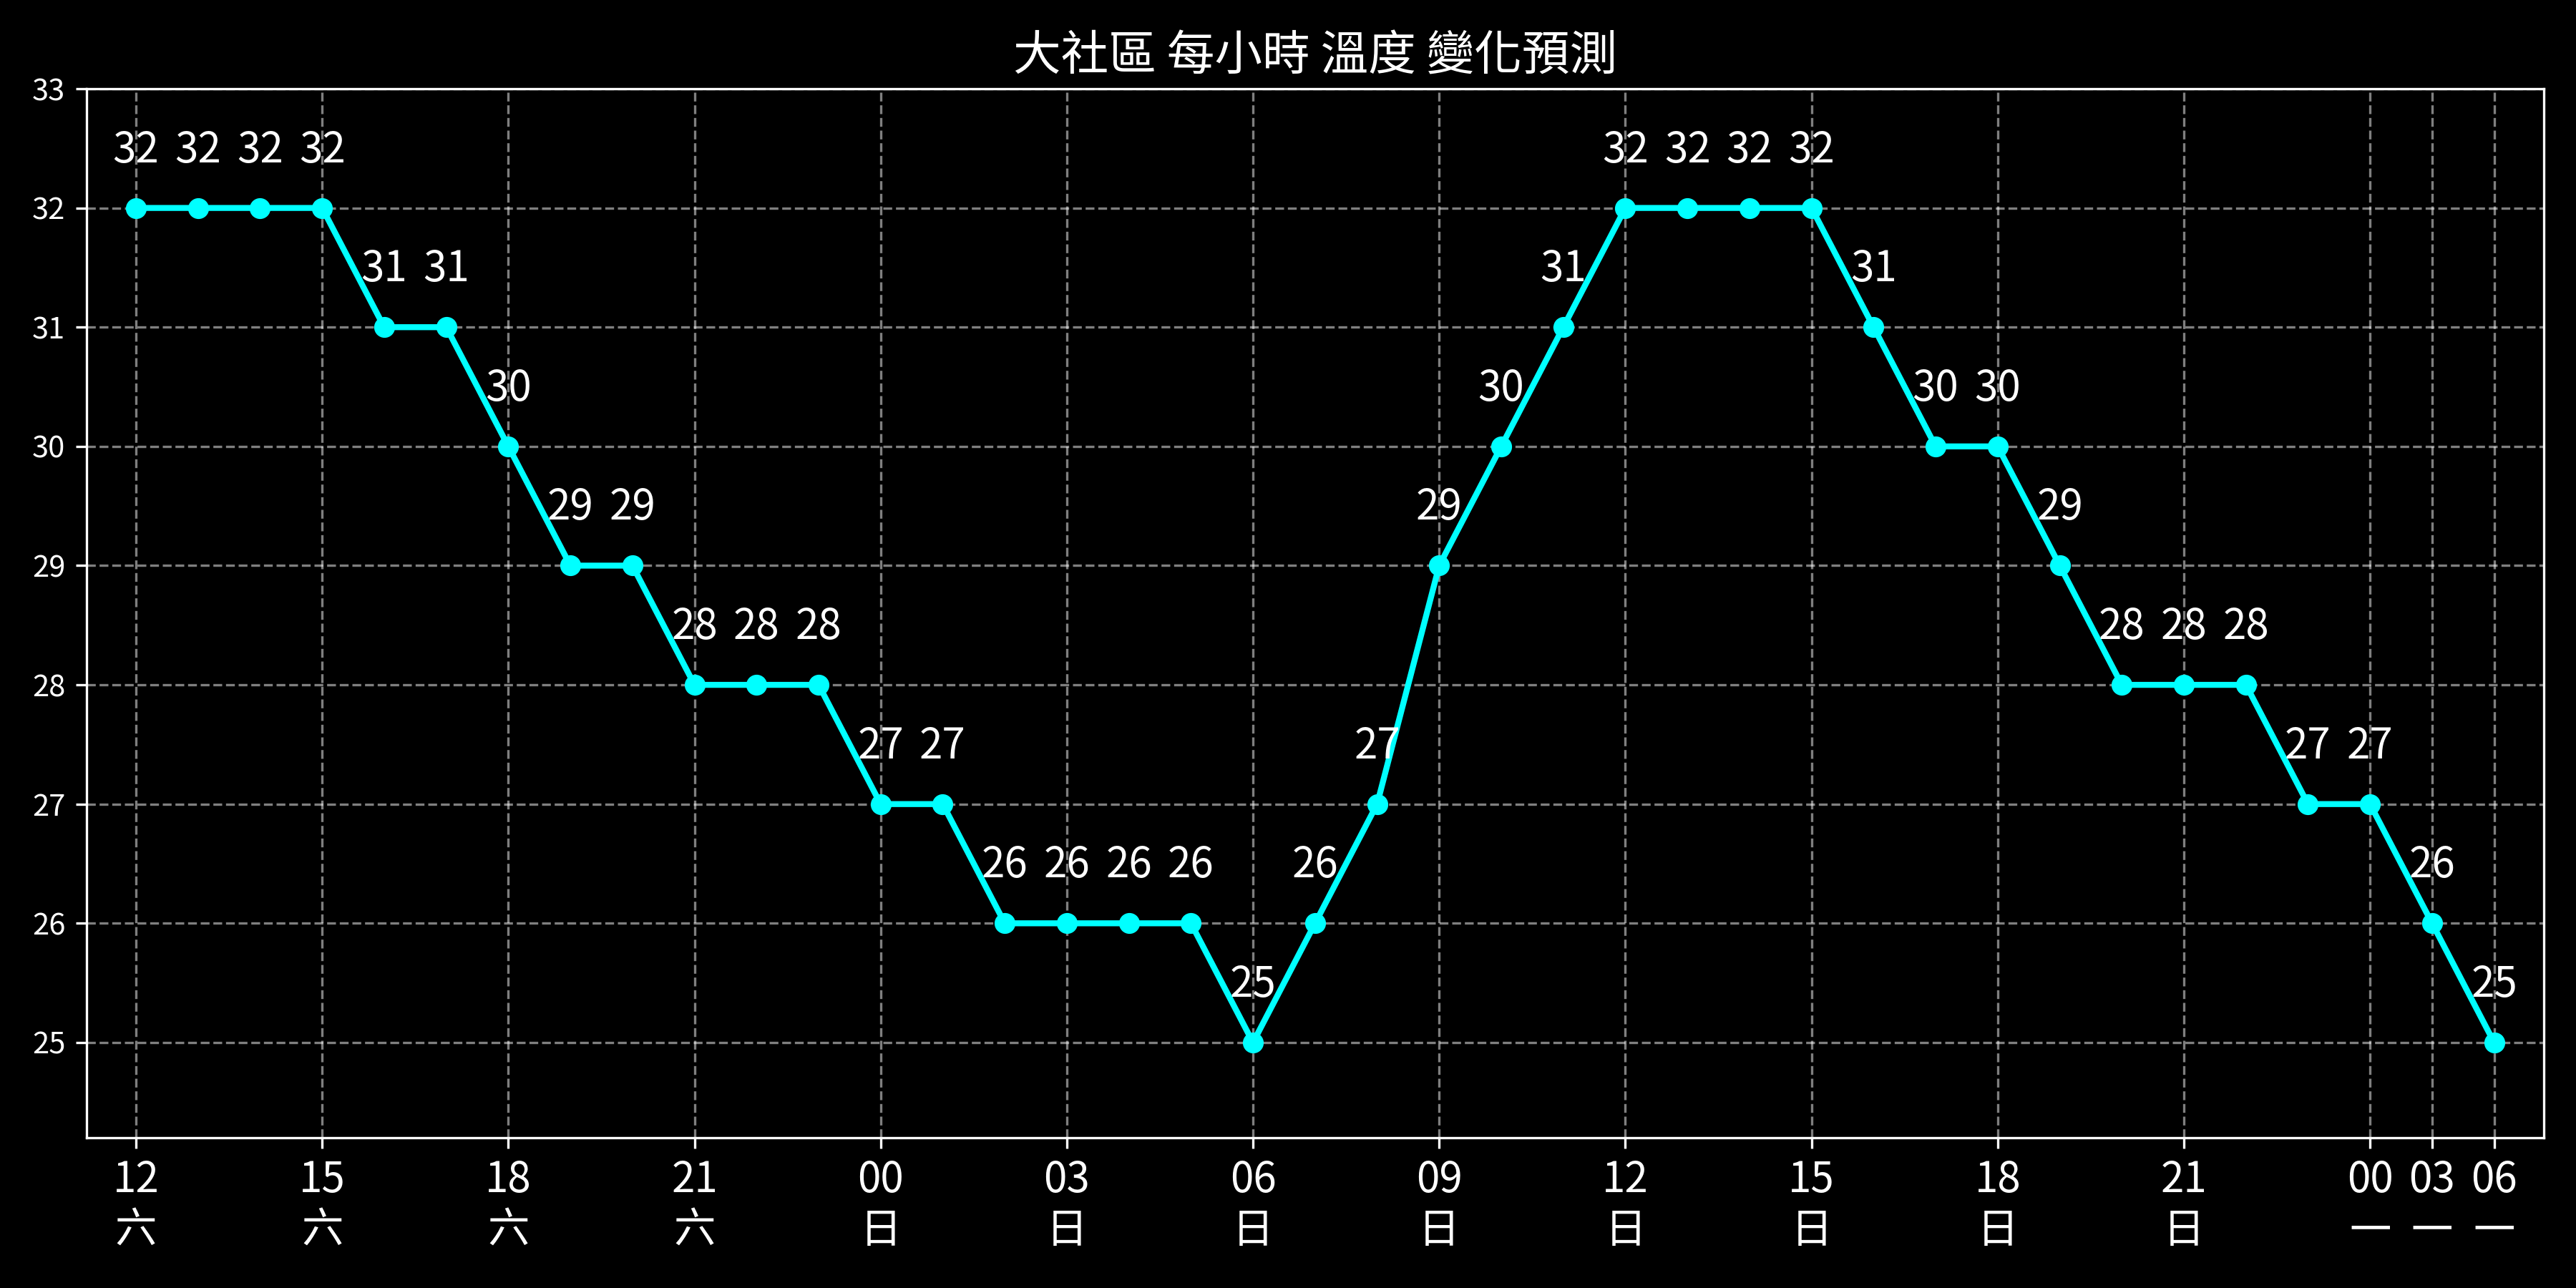 大社區 每小時 溫度 變化預測
33
32 32 32 32 32 32 32 32
32
31 31 31 31
31
30 30 30 30
30
29 29 29 29
29
28 28 28 28 28 28
28
27 27 27 27 27
27
26 26 26 26 26 26
26
25 25
25
12 15 18 21 00 03 06 09 12 15 18 21 00 03 06
六 六 六 六 日 日 日 日 日 日 日 日 一 一 一